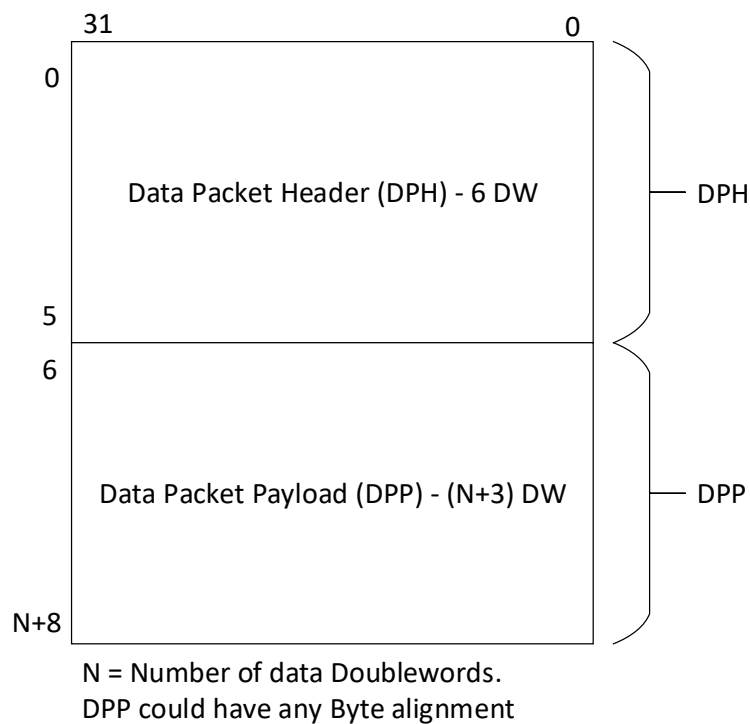 31 0
0
Data Packet Header (DPH) - 6 DW
DPH
5
6
Data Packet Payload (DPP) - (N+3) DW
DPP
N+8
N = Number of data Doublewords.
DPP could have any Byte alignment